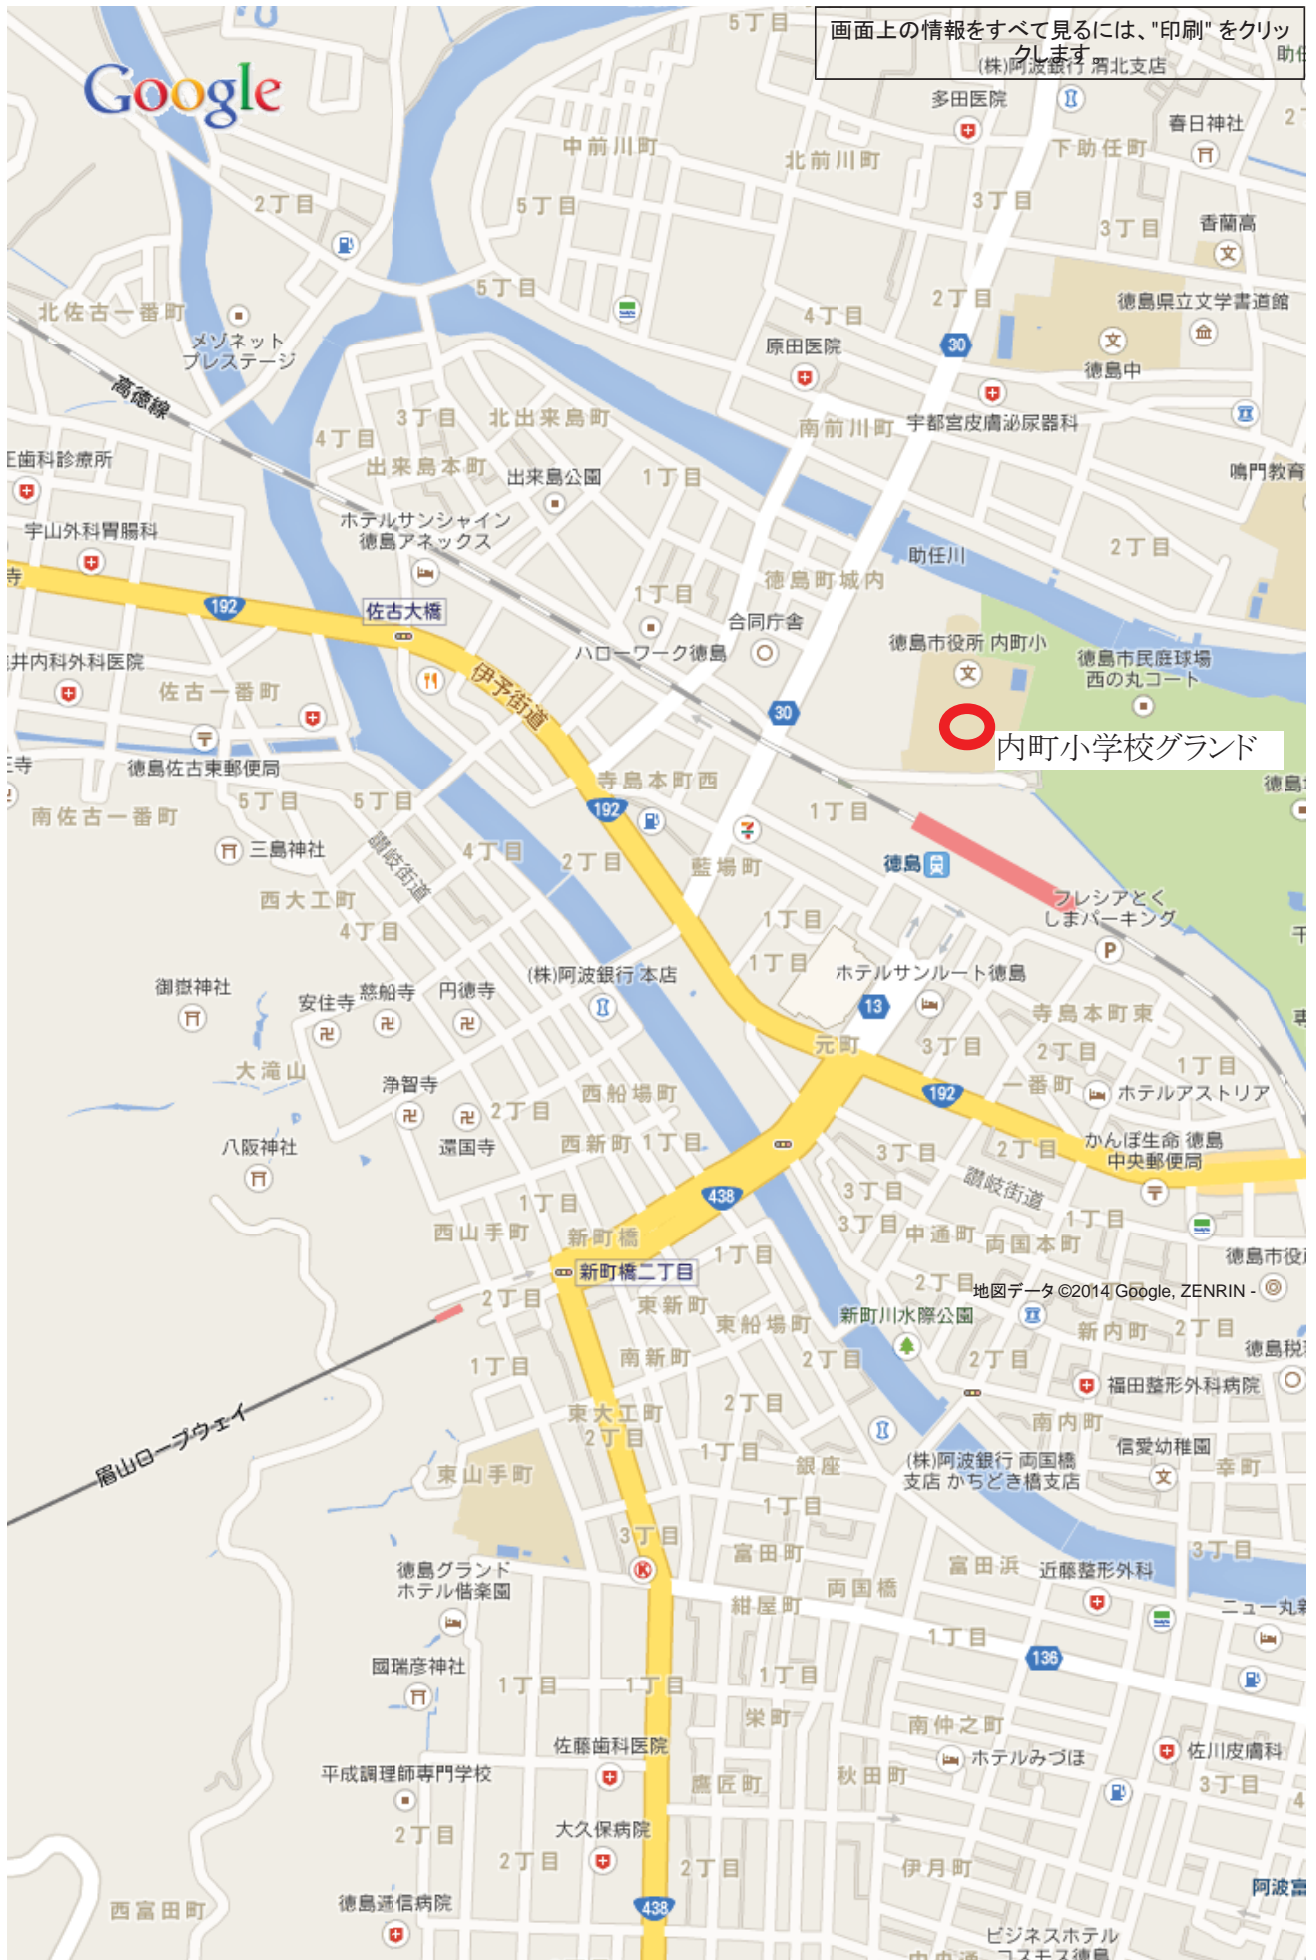 5丁目
画面上の情報をすべて見るには、"印刷" をクリッ
クします。
(株)阿波銀行 渭北支店
Google
多田医院
春日神社
中前川町
北前川町
下助任町
2丁目
5丁目
3丁目
3丁目
香蘭高
5丁目
2丁目
徳島県立文学書道館
北佐古一番町
メゾネット
プレステージ
4丁目
原田医院
30
徳島中
高徳線
3丁目
北出来島町
南前川町
宇都宮皮膚泌尿器科
4丁目
正歯科診療所
出来島本町
出来島公園
1丁目
鳴門教育
宇山外科胃腸科
ホテルサンシャイン
徳島アネックス
助任川
2丁目
寺
192
佐古大橋
1丁目
徳島町城内
合同庁舎
徳島市役所 内町小
井内科外科医院
ハローワーク徳島
徳島市民庭球場
西の丸コート
佐古一番町
伊予街道
30
内町小学校グランド
徳島佐古東郵便局
寺島本町西
徳島
南佐古一番町
5丁目
5丁目
192
1丁目
三島神社
讃岐街道
4丁目
2丁目
藍場町
徳島
西大工町
フレシアとく
しまパーキング
4丁目
1丁目
御嶽神社
安住寺
慈船寺
円徳寺
(株)阿波銀行 本店
1丁目
ホテルサンルート徳島
13
寺島本町東
大滝山
元町
3丁目
2丁目
1丁目
浄智寺
2丁目
西船場町
192
一番町
ホテルアストリア
八阪神社
還国寺
西新町
1丁目
3丁目
2丁目
かんぽ生命 徳島
中央郵便局
讃岐街道
438
3丁目
1丁目
西山手町
新町橋
3丁目
中通町
1丁目
両国本町
新町橋二丁目
1丁目
徳島市役所
2丁目
東新町
2丁目
1丁目
地図データ ©2014 Google, ZENRIN -
東船場町
新町川水際公園
新内町
2丁目
1丁目
南新町
2丁目
2丁目
徳島税
福田整形外科病院
眉山ロープウェイ
東大工町
2丁目
2丁目
南内町
東山手町
1丁目
銀座
(株)阿波銀行 両国橋
支店 かちどき橋支店
信愛幼稚園
幸町
1丁目
3丁目
富田町
富田浜
3丁目
徳島グランド
ホテル偕楽園
両国橋
近藤整形外科
紺屋町
ニュー丸新
1丁目
136
國瑞彦神社
1丁目
1丁目
1丁目
栄町
南仲之町
佐藤歯科医院
ホテルみづほ
佐川皮膚科
平成調理師専門学校
鷹匠町
秋田町
3丁目
4
2丁目
大久保病院
2丁目
2丁目
伊月町
阿波富
西富田町
徳島逓信病院
438
ビジネスホテル
コスモス徳島